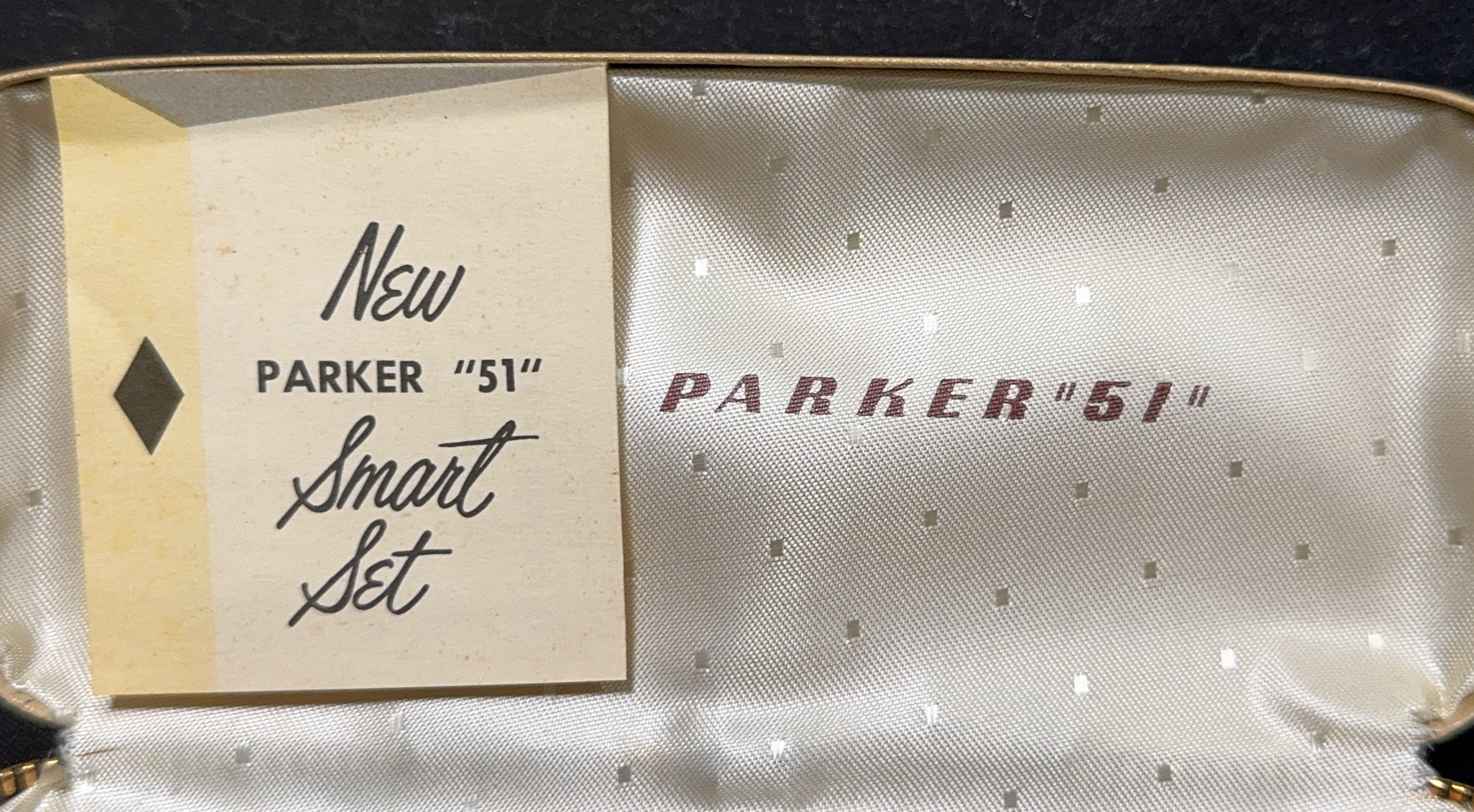 New
PARKER "51"
Smart
Set
PARKER "51"